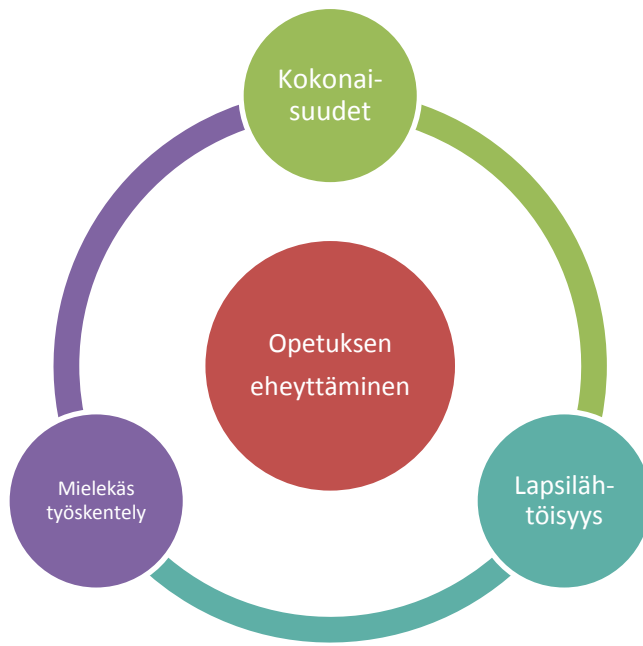 Kokonai-
suudet
Opetuksen
eheyttäminen
Mielekäs
työskentely
Lapsiläh-
töisyys